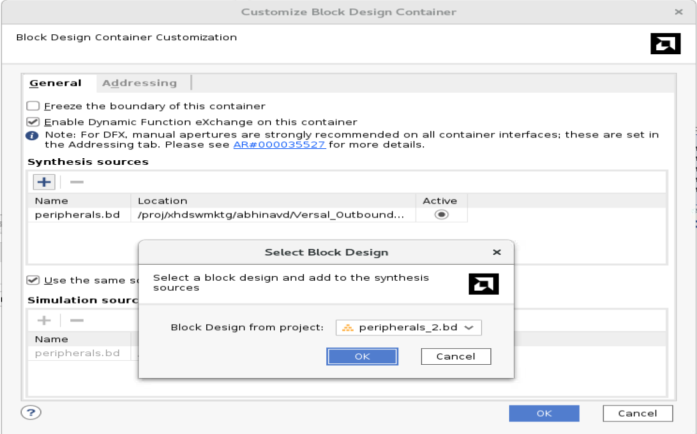 Customize Block Design Container
Block Design Container Customization
General Addressing
Freeze the boundary of this container
Enable Dynamic Function eXchange on this container
Note: For DFX, manual apertures are strongly recommended on all container interfaces; these are set in
the Addressing tab. Please see AR#000035527 for more details.
Synthesis sources
Name Location Active
peripherals.bd /proj/xhdswmktg/abhinavd/Versal_Outbound...
Select Block Design
Select a block design and add to the synthesis
sources
Block Design from project: peripherals_2.bd
OK Cancel
Use the same
Simulation
Name
peripherals.bd
? OK Cancel